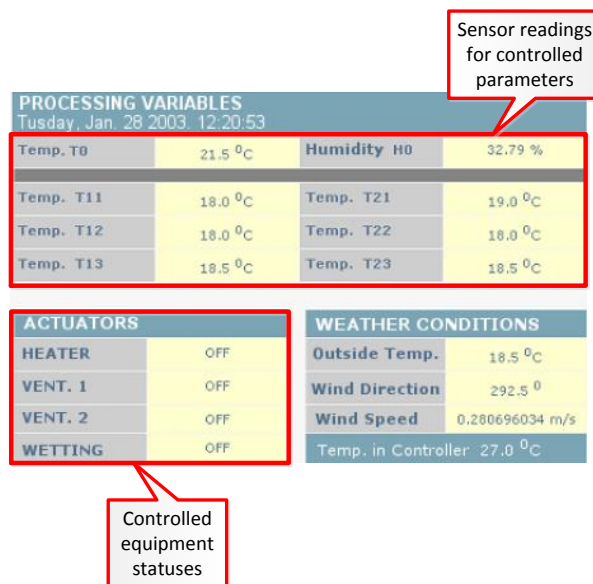 Sensor readings
for controlled
parameters
PROCESSING VARIABLES
Tusday, Jan. 28 2003. 12:20:53
Temp. T0 21.5 ⁰C Humidity H0 32.79 %
Temp. T11 18.0 ⁰C Temp. T21 19.0 ⁰C
Temp. T12 18.0 ⁰C Temp. T22 18.0 ⁰C
Temp. T13 18.5 ⁰C Temp. T23 18.5 ⁰C
ACTUATORS
HEATER OFF
VENT. 1 OFF
VENT. 2 OFF
WETTING OFF
WEATHER CONDITIONS
Outside Temp. 18.5 ⁰C
Wind Direction 292.5 ⁰
Wind Speed 0.280696034 m/s
Temp. in Controller 27.0 ⁰C
Controlled
equipment
statuses